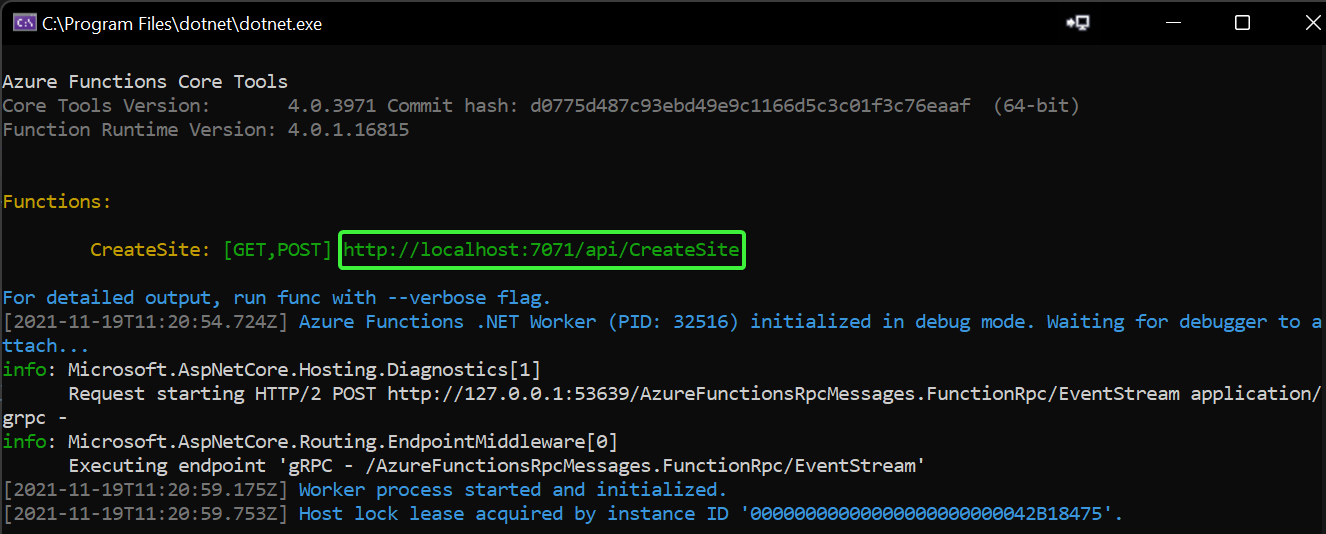 C:\Program Files\dotnet\dotnet.exe
Azure Functions Core Tools
Core Tools Version:       4.0.3971 Commit hash: d0775d487c93ebd49e9c1166d5c3c01f3c76eaaf  (64-bit)
Function Runtime Version: 4.0.1.16815
Functions:
CreateSite: [GET,POST] http://localhost:7071/api/CreateSite
For detailed output, run func with --verbose flag.
[2021-11-19T11:20:54.724Z] Azure Functions .NET Worker (PID: 32516) initialized in debug mode. Waiting for debugger to a
ttach...
info: Microsoft.AspNetCore.Hosting.Diagnostics[1]
Request starting HTTP/2 POST http://127.0.0.1:53639/AzureFunctionsRpcMessages.FunctionRpc/EventStream application/
grpc -
info: Microsoft.AspNetCore.Routing.EndpointMiddleware[0]
Executing endpoint 'gRPC - /AzureFunctionsRpcMessages.FunctionRpc/EventStream'
[2021-11-19T11:20:59.175Z] Worker process started and initialized.
[2021-11-19T11:20:59.753Z] Host lock lease acquired by instance ID '00000000000000000000000042B18475'.